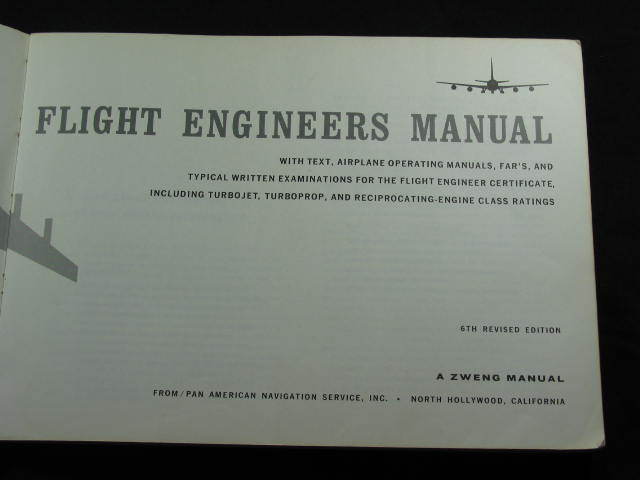 FLIGHT ENGINEERS MANUAL
WITH TEXT, AIRPLANE OPERATING MANUALS, FAR'S, AND
TYPICAL WRITTEN EXAMINATIONS FOR THE FLIGHT ENGINEER CERTIFICATE,
INCLUDING TURBOJET, TURBOPROP, AND RECIPROCATING-ENGINE CLASS RATINGS
6TH REVISED EDITION
A ZWENG MANUAL
FROM / PAN AMERICAN NAVIGATION SERVICE, INC. • NORTH HOLLYWOOD, CALIFORNIA